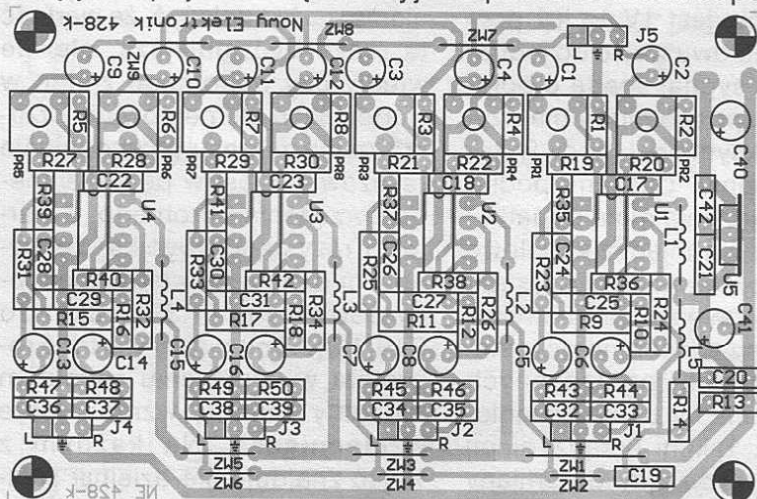 428-k Nowy Elektronik ZW8 ZW7 L R J5
ZW9
C9 C10 C11 C12 C3 C4 C1 C2
R5 R6 R7 R8 R3 R4 R1 R2 C40
PR5 PR6 PR7 PR8 PR3 PR4 PR1 PR2
R27 R28 R29 R30 R21 R22 R19 R20
C22 C23 C18 C17
R39 U4 R41 U3 R37 U2 R35 U1 L1 C42
R31 C28 R33 C30 R25 C26 R23 C24 C21 U5
R40 R42 R38 R36
C29 R32 L4 C31 R34 L3 C27 R26 L2 C25 R24 C41
R15 R16 R17 R18 R11 R12 R9 R10 L5
C13 C14 C15 C16 C7 C8 C5 C6
R47 R48 R49 R50 R45 R46 R43 R44 C20
C36 C37 C38 C39 C34 C35 C32 C33 R14 R13
L R J4 L R J3 L R J2 L R J1
ZW5 ZW3 ZW1
ZW6 ZW4 ZW2 C19
NE 428-k